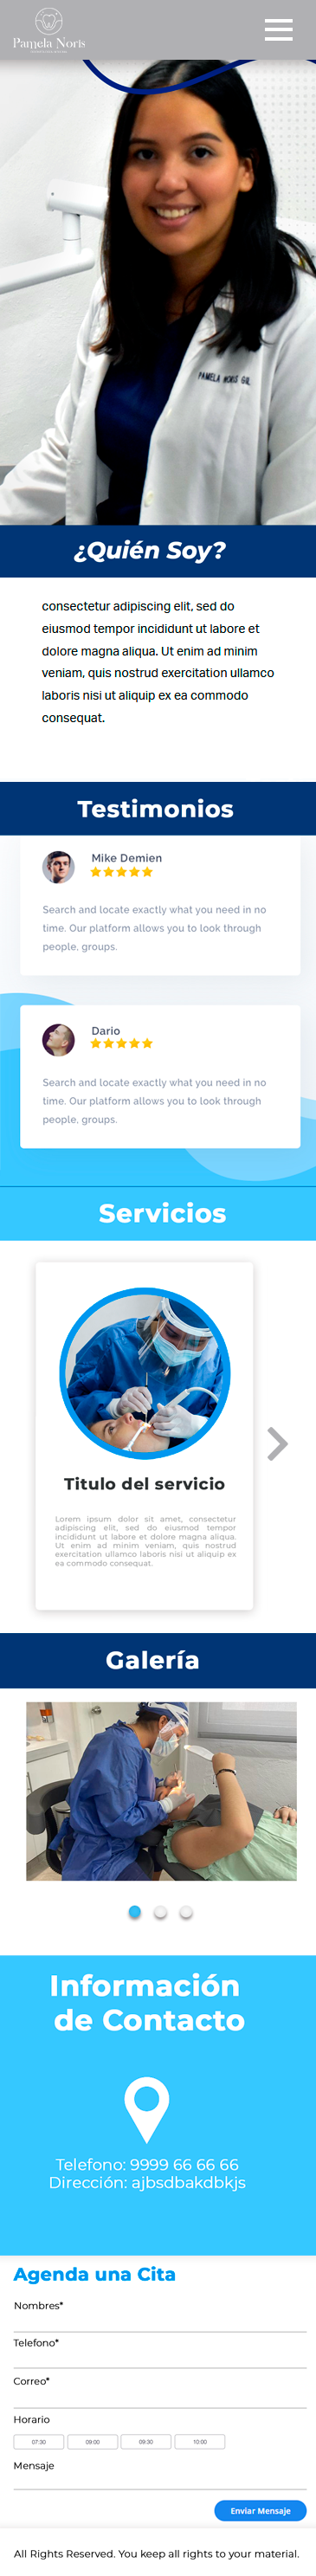 Pamela Noris
PAMELA NORIS GIL
¿Quién Soy?
consectetur adipiscing elit, sed do
eiusmod tempor incididunt ut labore et
dolore magna aliqua. Ut enim ad minim
veniam, quis nostrud exercitation ullamco
laboris nisi ut aliquip ex ea commodo
consequat.
Testimonios
Mike Demien
Search and locate exactly what you need in no
time. Our platform allows you to look through
people, groups.
Dario
Search and locate exactly what you need in no
time. Our platform allows you to look through
people, groups.
Servicios
Titulo del servicio
Lorem ipsum dolor sit amet, consectetur
adipiscing elit, sed do eiusmod tempor
incididunt ut labore et dolore magna aliqua.
Ut enim ad minim veniam, quis nostrud
exercitation ullamco laboris nisi ut aliquip ex
ea commodo consequat.
Galería
Información
de Contacto
Telefono: 9999 66 66 66
Dirección: ajbsdbakdbkjs
Agenda una Cita
Nombres*
Telefono*
Correo*
Horario
07:30 09:00 09:30 10:00
Mensaje
Enviar Mensaje
All Rights Reserved. You keep all rights to your material.